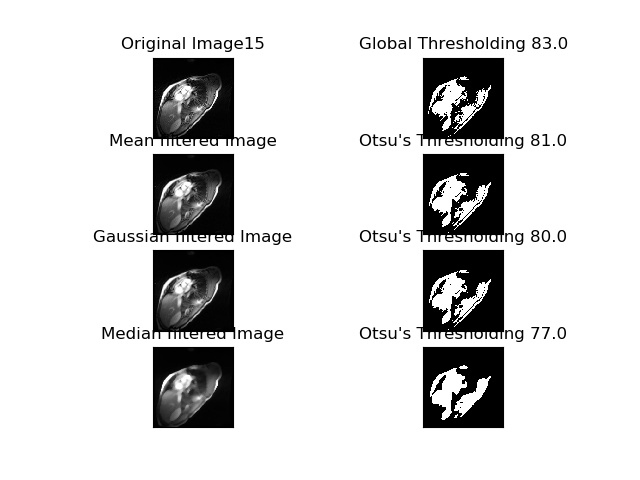 Original Image15
Global Thresholding 83.0
Mean filtered Image
Otsu's Thresholding 81.0
Gaussian filtered Image
Otsu's Thresholding 80.0
Median filtered Image
Otsu's Thresholding 77.0